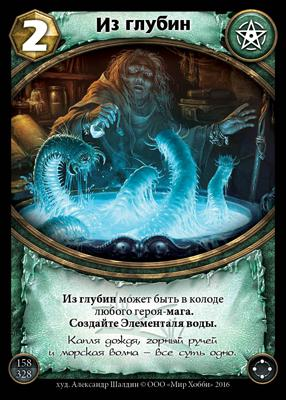 2
Из глубин
Из глубин может быть в колоде
любого героя-мага.
Создайте Элементаля воды.
Капля дождя, горный ручей
и морская волна – все суть одно.
158
328
худ. Александр Шалдин © ООО «Мир Хобби» 2016